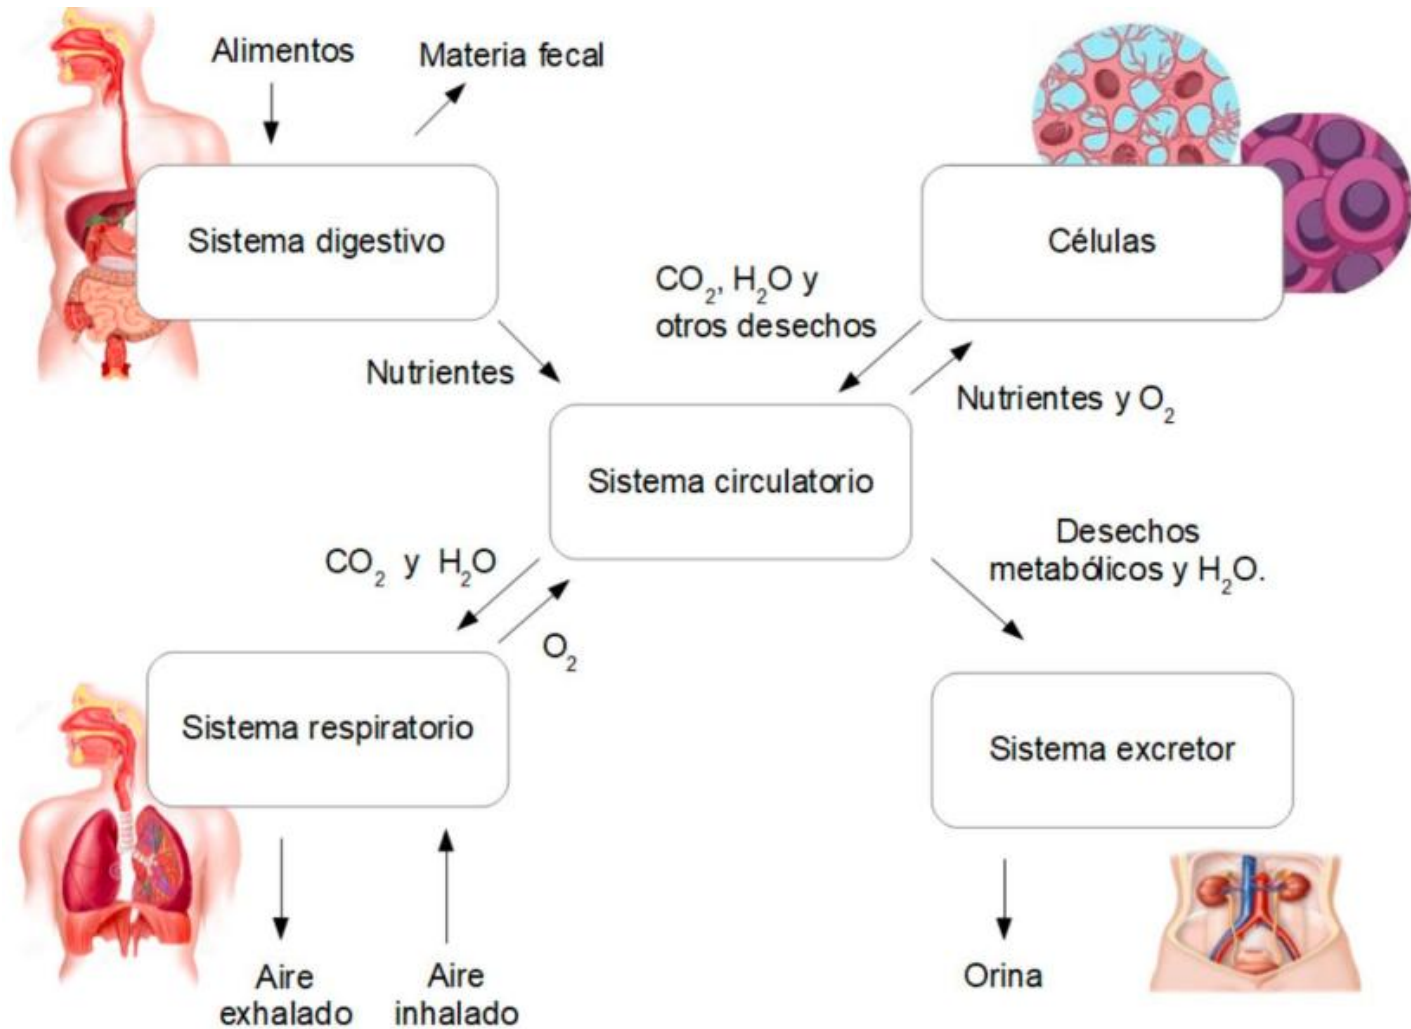 Alimentos
Materia fecal
Sistema digestivo
Células
CO₂, H₂O y
otros desechos
Nutrientes
Nutrientes y O₂
Sistema circulatorio
CO₂ y H₂O
O₂
Desechos
metabólicos y H₂O.
Sistema respiratorio
Sistema excretor
Aire
exhalado
Aire
inhalado
Orina